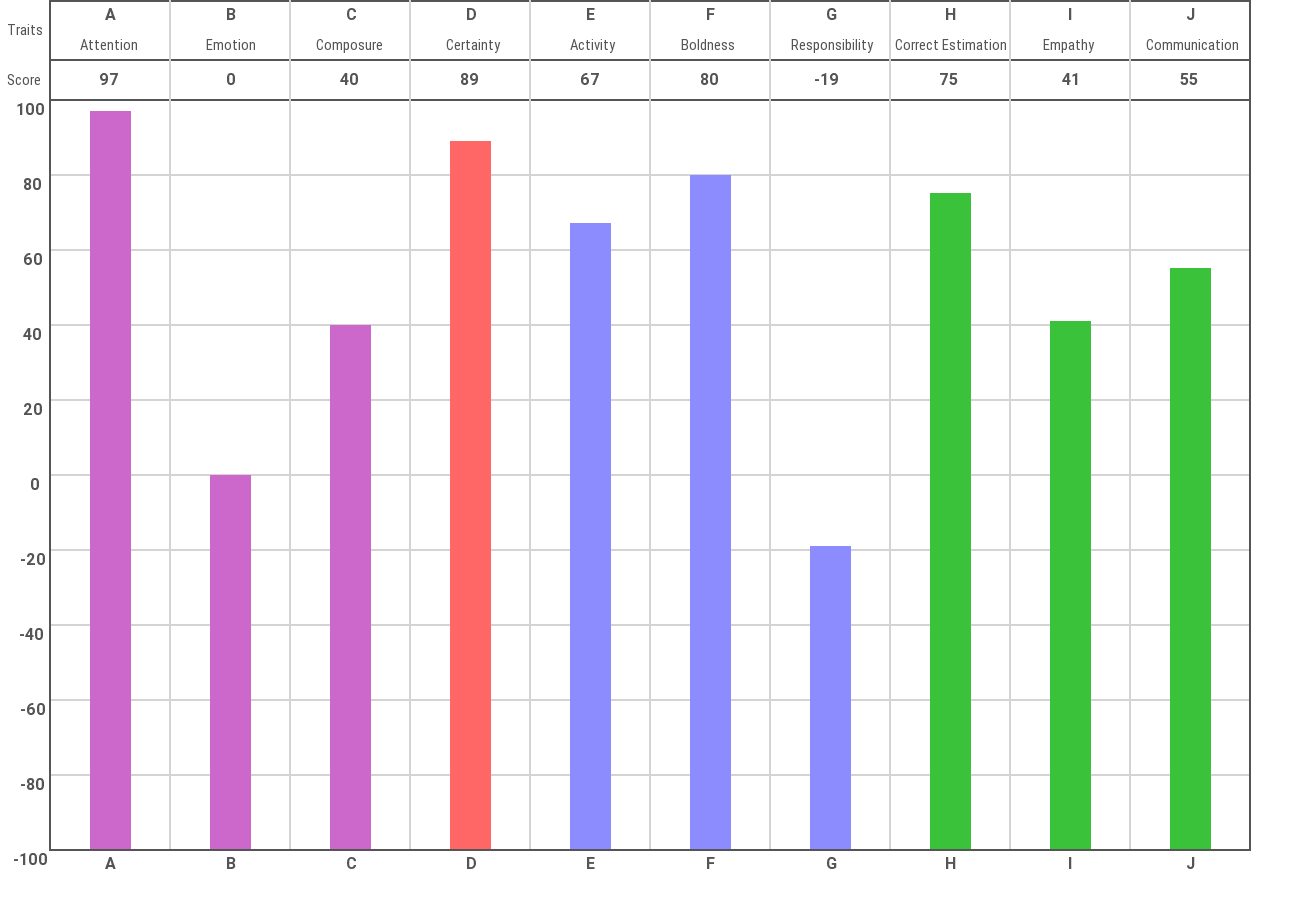 A B C D E F G H I J
Traits
Attention Emotion Composure Certainty Activity Boldness Responsibility Correct Estimation Empathy Communication
Score 97 0 40 89 67 80 -19 75 41 55
100
80
60
40
20
0
-20
-40
-60
-80
-100
A B C D E F G H I J